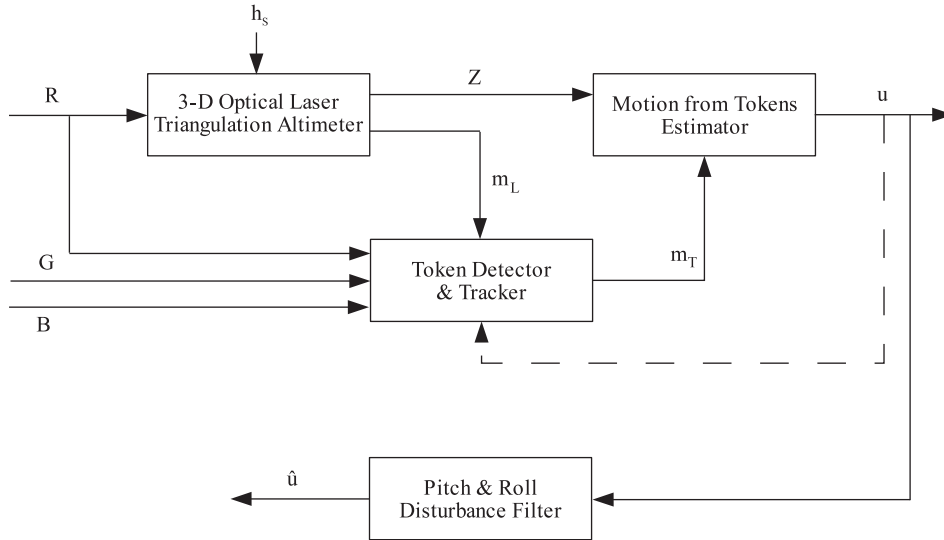 h_s
R
3-D Optical Laser
Triangulation Altimeter
Z
Motion from Tokens
Estimator
u
m_L
G
Token Detector
& Tracker
m_T
B
û
Pitch & Roll
Disturbance Filter